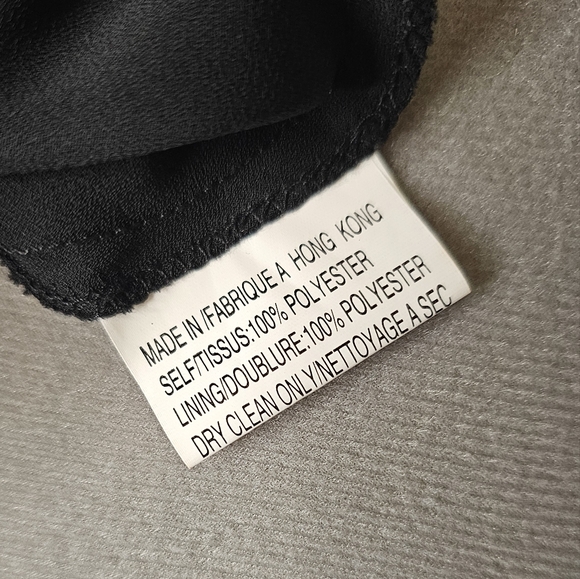 MADE IN /FABRIQUE A HONG KONG
SELF/TISSUS:100% POLYESTER
LINING/DOUBLURE:100% POLYESTER
DRY CLEAN ONLY/NETTOYAGE A SEC